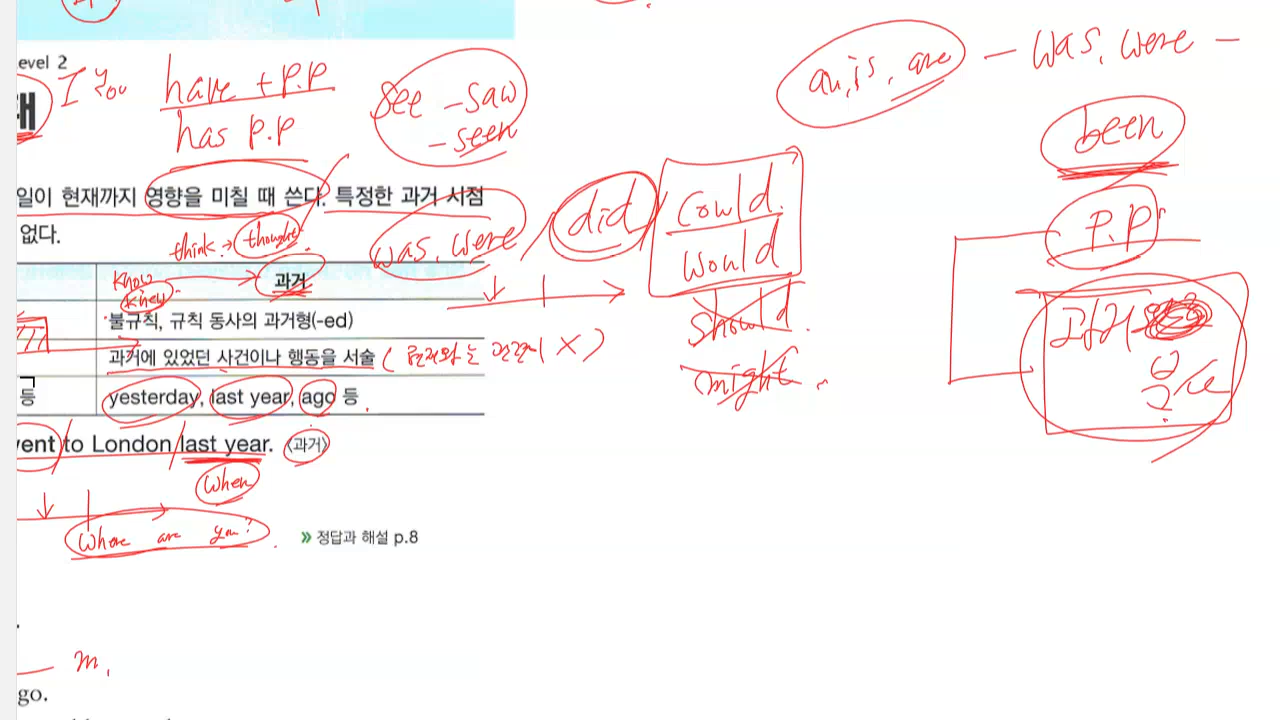 evel 2
I you
have + P.P
has P.P
see - saw
- seen
am, is, are - was, were -
been
P.P
일이 현재까지 영향을 미칠 때 쓴다. 특정한 과거 시점
없다.
think → thought
was, were
did
could
would
should
might
know
knew
과거
불규칙, 규칙 동사의 과거형(-ed)
과거에 있었던 사건이나 행동을 서술
등
yesterday, last year, ago 등
vent to London last year. <과거>
when
where are you?
» 정답과 해설 p.8
m
go.